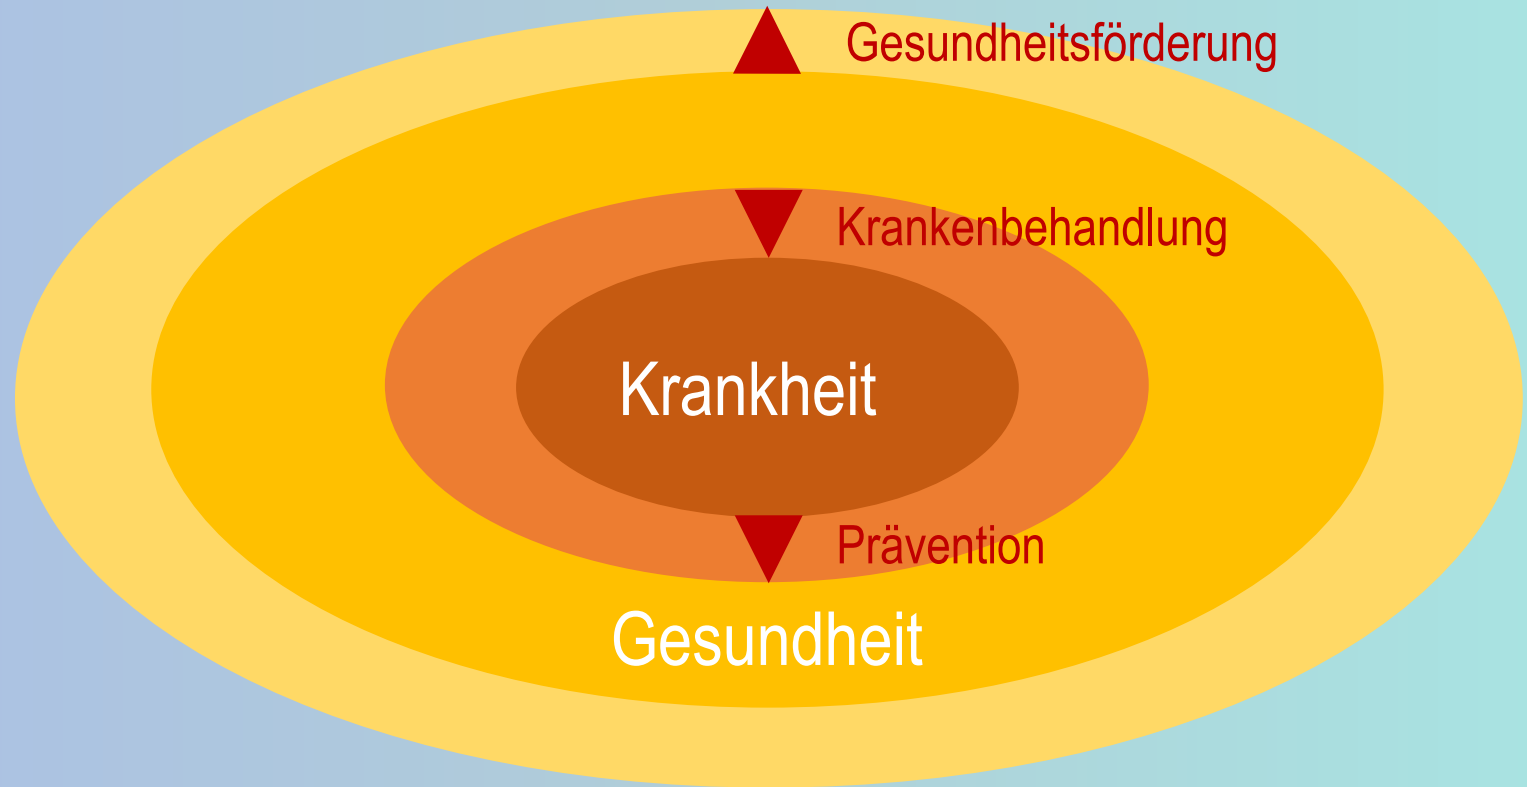 Gesundheitsförderung
Krankenbehandlung
Krankheit
Prävention
Gesundheit